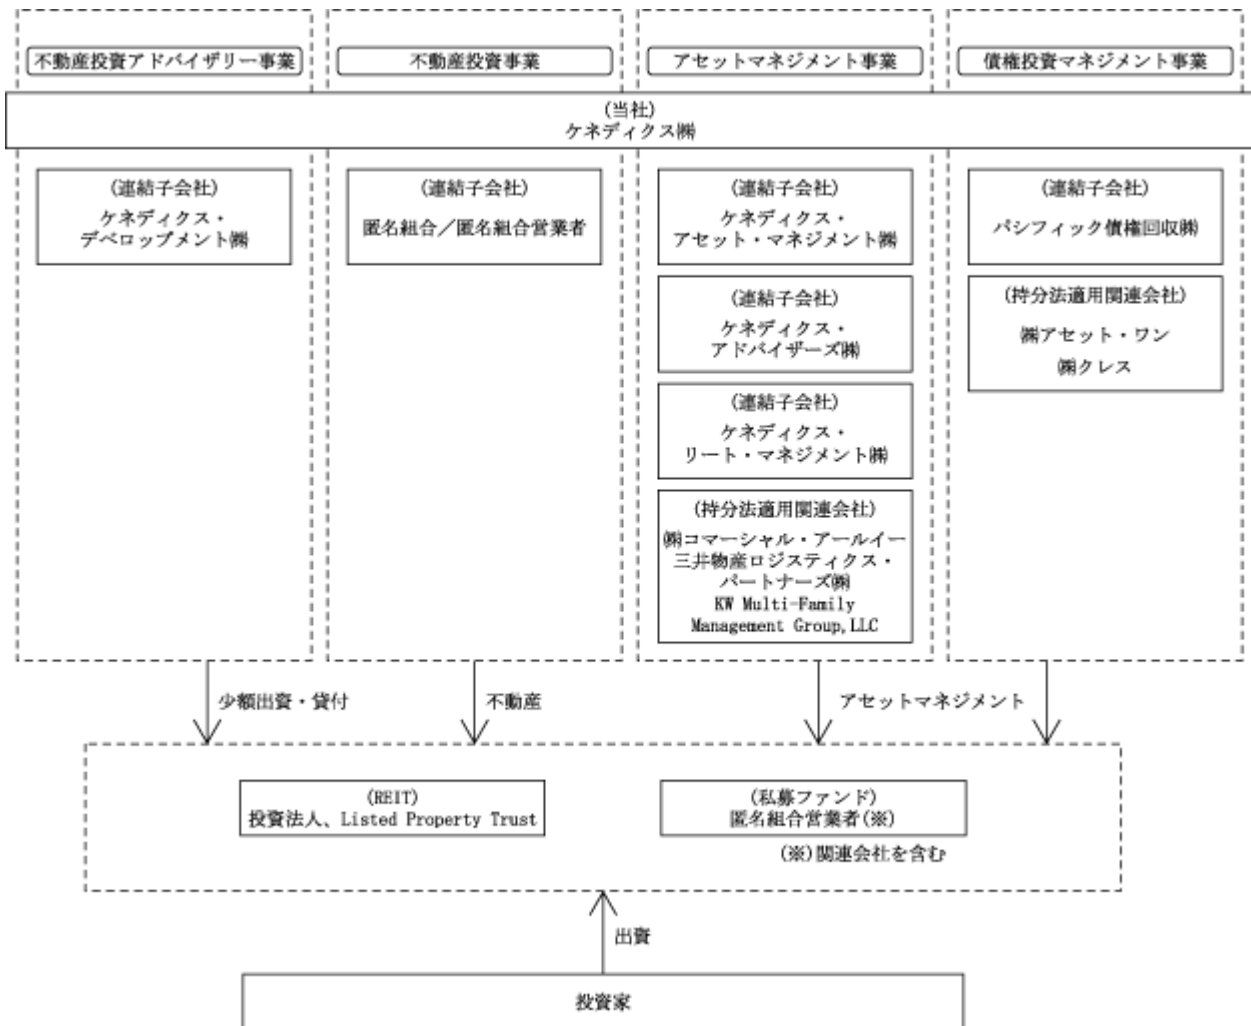 不動産投資アドバイザリー事業
不動産投資事業
アセットマネジメント事業
債権投資マネジメント事業
(当社)
ケネディクス㈱
(連結子会社)
ケネディクス・
デベロップメント㈱
(連結子会社)
匿名組合／匿名組合営業者
(連結子会社)
ケネディクス・
アセット・マネジメント㈱
(連結子会社)
ケネディクス・
アドバイザーズ㈱
(連結子会社)
ケネディクス・
リート・マネジメント㈱
(持分法適用関連会社)
㈱コマーシャル・アールイー
三井物産ロジスティクス・
パートナーズ㈱
KW Multi-Family
Management Group,LLC
(連結子会社)
パシフィック債権回収㈱
(持分法適用関連会社)
㈱アセット・ワン
㈱クレス
少額出資・貸付
不動産
アセットマネジメント
(REIT)
投資法人、Listed Property Trust
(私募ファンド)
匿名組合営業者(※)
(※)関連会社を含む
出資
投資家